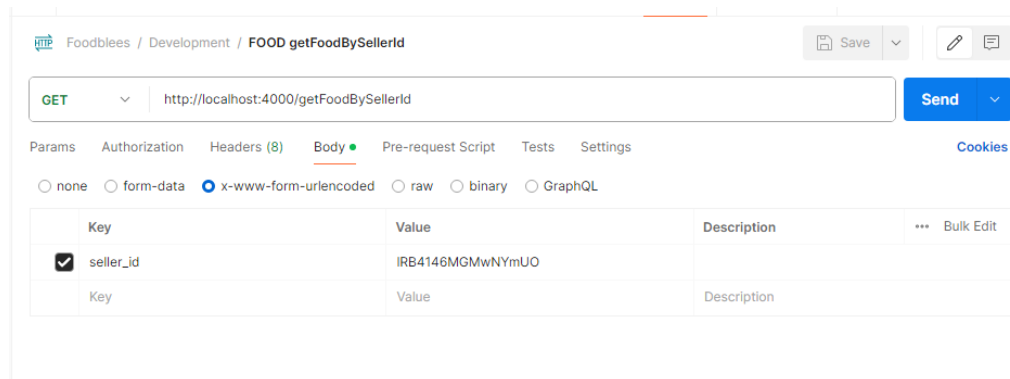 HTTP Foodblees / Development / FOOD getFoodBySellerId Save
GET http://localhost:4000/getFoodBySellerId Send
Params Authorization Headers (8) Body Pre-request Script Tests Settings Cookies
none form-data x-www-form-urlencoded raw binary GraphQL
Key Value Description ••• Bulk Edit
seller_id IRB4146MGMwNYmUO
Key Value Description